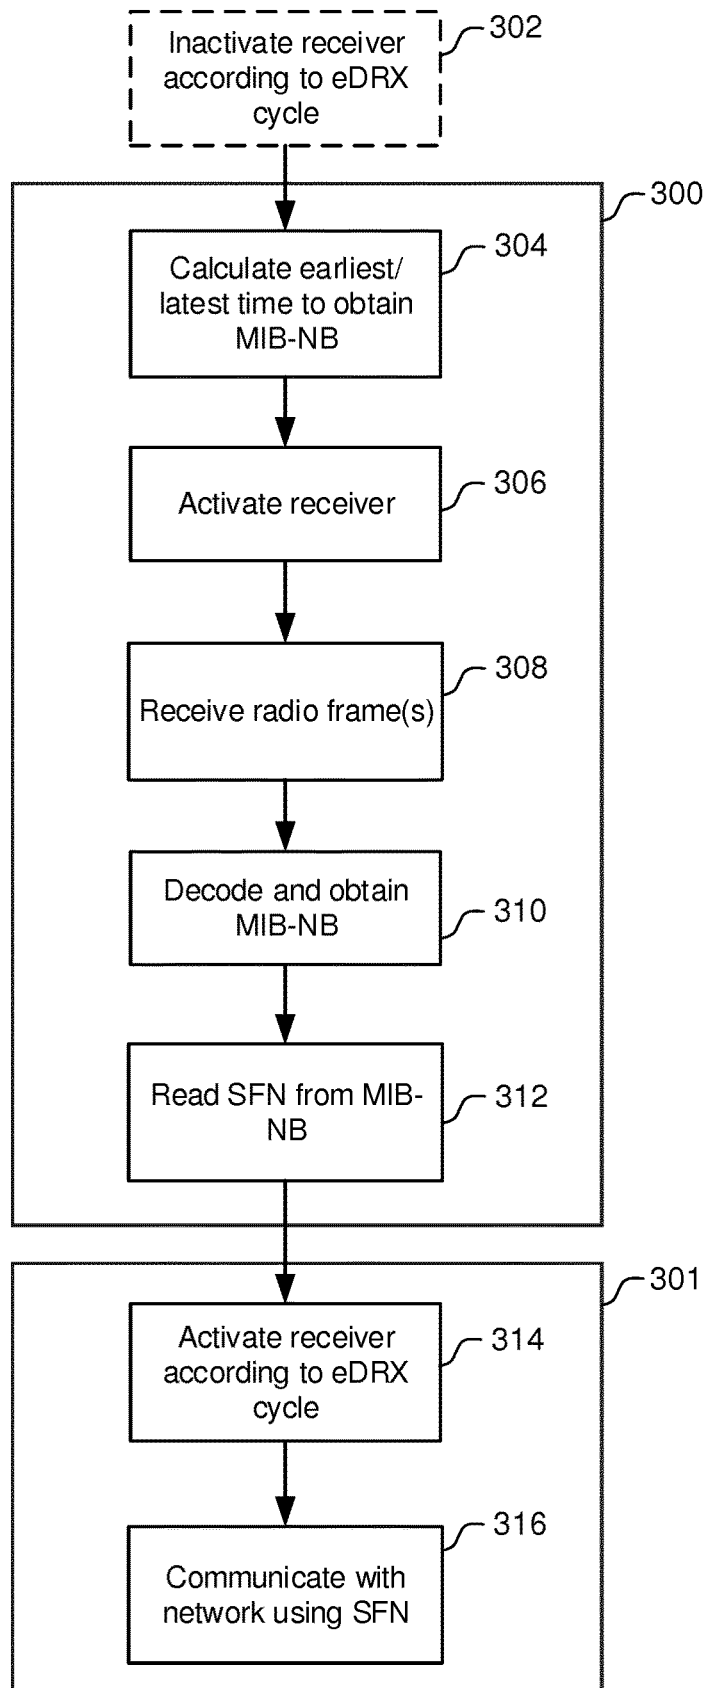 Inactivate receiver
according to eDRX
cycle
302
300
Calculate earliest/
latest time to obtain
MIB-NB
304
Activate receiver
306
Receive radio frame(s)
308
Decode and obtain
MIB-NB
310
Read SFN from MIB-
NB
312
301
Activate receiver
according to eDRX
cycle
314
Communicate with
network using SFN
316